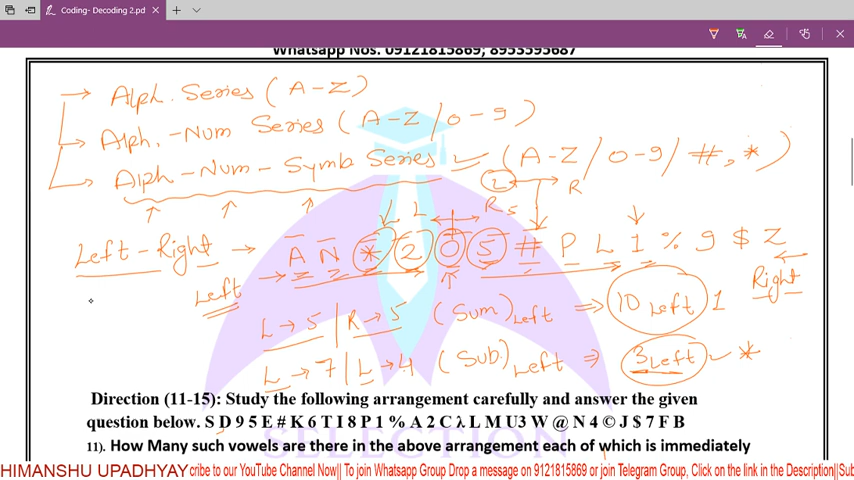 Coding- Decoding 2.pdf
Whatsapp Nos. 09121815869; 8953595687
Alph. Series (A-Z)
Alph. -Num Series (A-Z/0-9)
Alph-Num-Symb Series (A-Z/0-9/#,*)
L R
L R 5
Left-Right → A N * 2 0 5 # P L 1 % 9 $ Z
Left Right
L → 5 | R → 5 (Sum) Left ⇒ 10 Left 1
L → 7 | L → 4 (Sub) Left ⇒ 3 Left *
Direction (11-15): Study the following arrangement carefully and answer the given
question below. S D 9 5 E # K 6 T I 8 P 1 % A 2 C λ L M U3 W @ N 4 © J $ 7 F B
11). How Many such vowels are there in the above arrangement each of which is immediately
SELECTION
HIMANSHU UPADHYAY cribe to our YouTube Channel Now|| To join Whatsapp Group Drop a message on 9121815869 or join Telegram Group, Click on the link in the Description||Sub